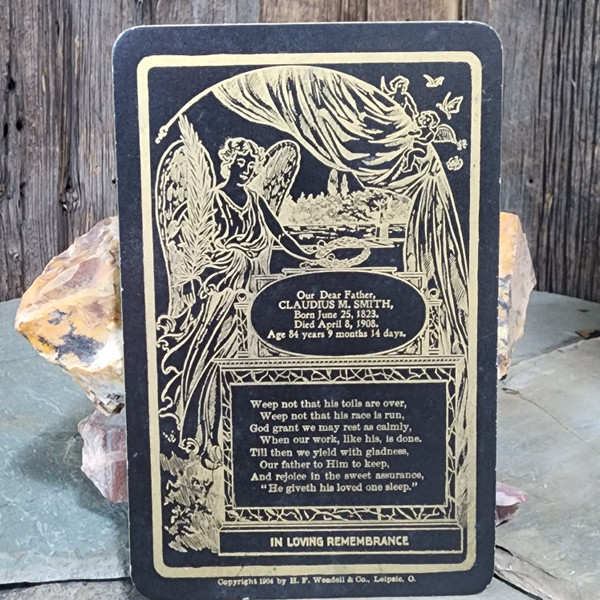 Our Dear Father,
CLAUDIUS M. SMITH,
Born June 25, 1823.
Died April 8, 1908.
Age 84 years 9 months 14 days.
Weep not that his toils are over,
Weep not that his race is run,
God grant we may rest as calmly,
When our work, like his, is done.
Till then we yield with gladness,
Our father to Him to keep,
And rejoice in the sweet assurance,
"He giveth his loved one sleep."
IN LOVING REMEMBRANCE
Copyright 1904 by H. F. Wendell & Co., Leipsic, O.